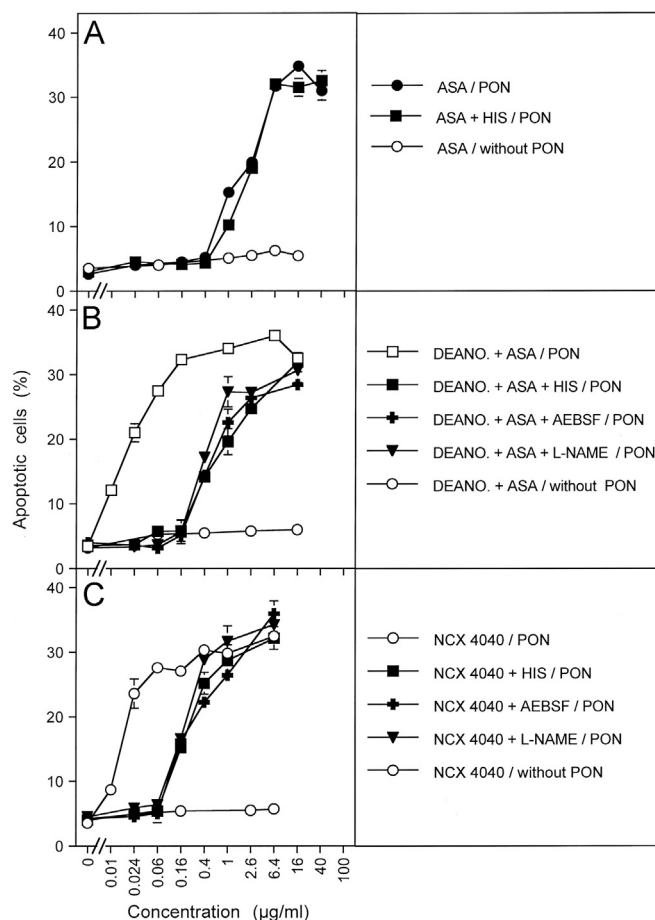 A
40
30
20
10
0
ASA / PON
ASA + HIS / PON
ASA / without PON
B
40
30
20
10
0
DEANO. + ASA / PON
DEANO. + ASA + HIS / PON
DEANO. + ASA + AEBSF / PON
DEANO. + ASA + L-NAME / PON
DEANO. + ASA / without PON
Apoptotic cells (%)
C
40
30
20
10
0
NCX 4040 / PON
NCX 4040 + HIS / PON
NCX 4040 + AEBSF / PON
NCX 4040 + L-NAME / PON
NCX 4040 / without PON
0 0.01 0.024 0.06 0.16 0.4 1 2.6 6.4 16 40 100
Concentration (µg/ml)